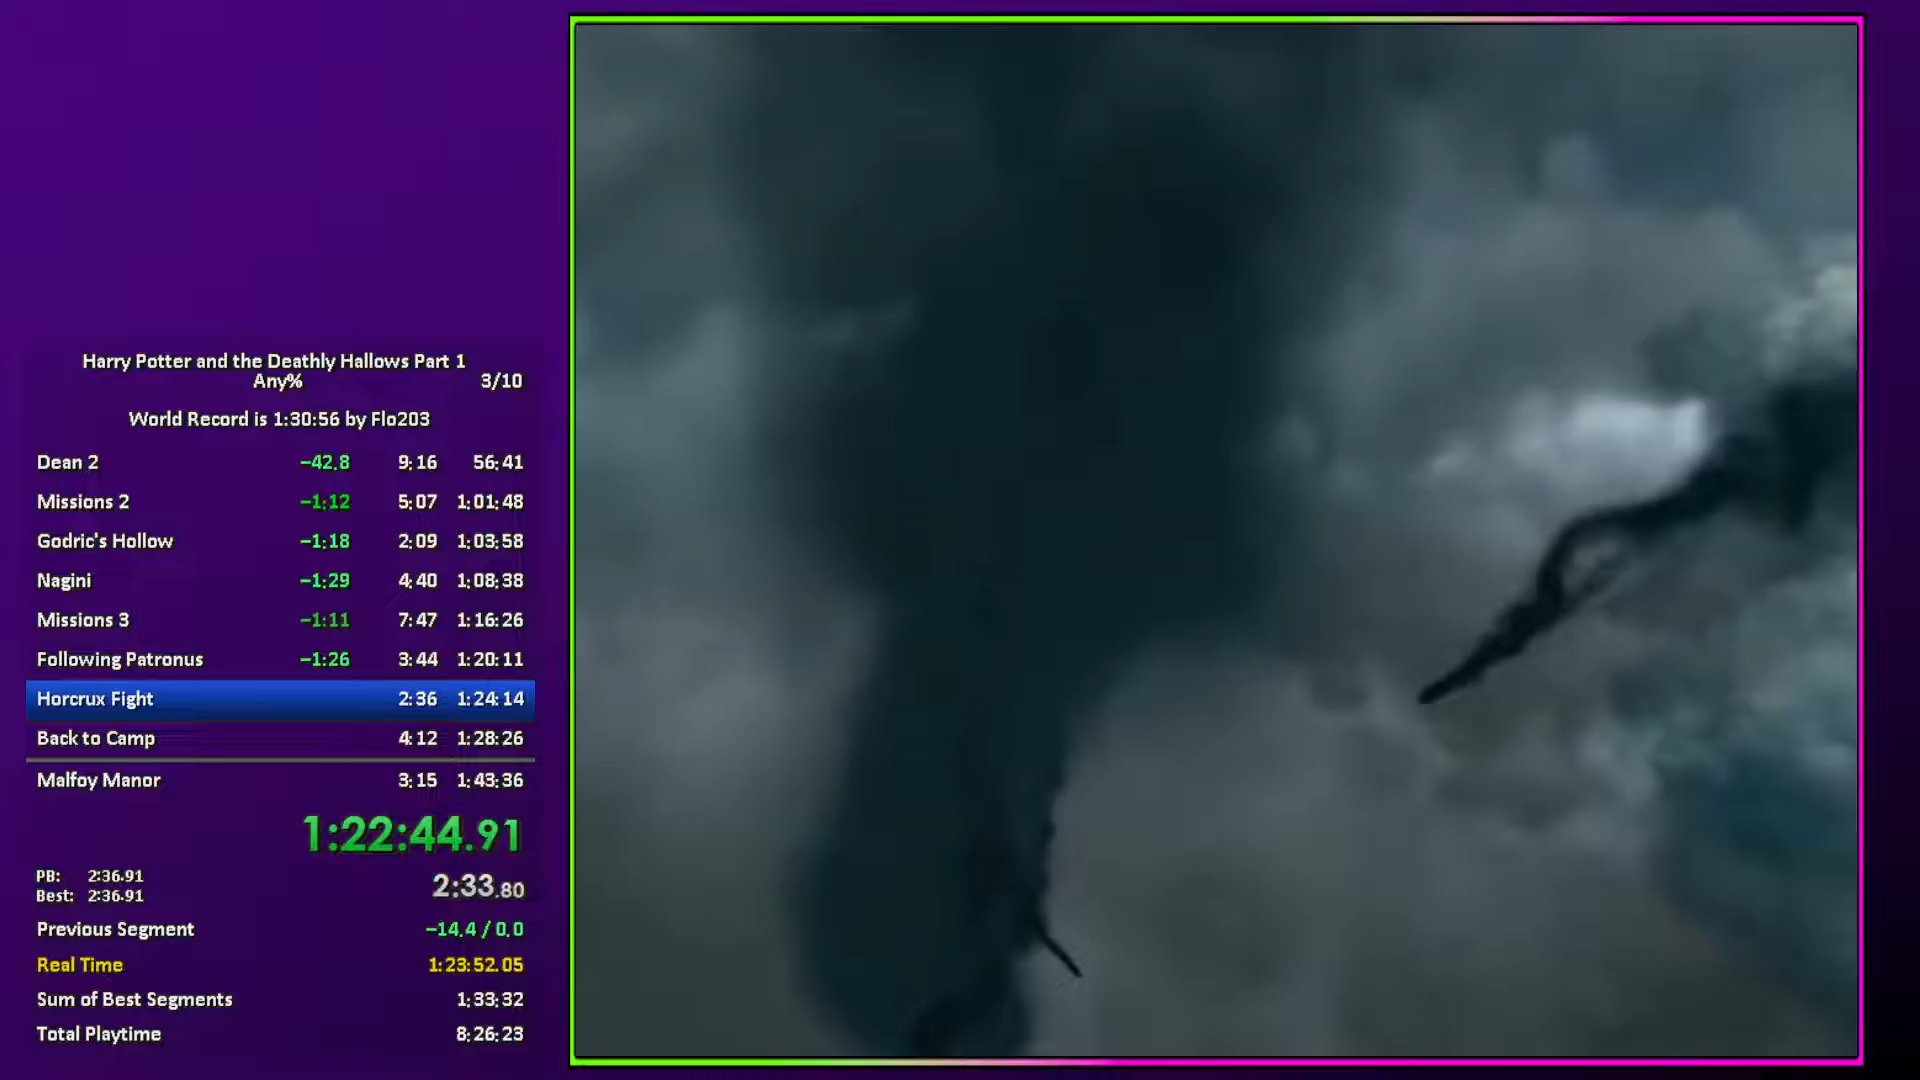 Harry Potter and the Deathly Hallows Part 1
Any% 3/10
World Record is 1:30:56 by Flo203
Dean 2 −42.8 9:16 56:41
Missions 2 −1:12 5:07 1:01:48
Godric's Hollow −1:18 2:09 1:03:58
Nagini −1:29 4:40 1:08:38
Missions 3 −1:11 7:47 1:16:26
Following Patronus −1:26 3:44 1:20:11
Horcrux Fight 2:36 1:24:14
Back to Camp 4:12 1:28:26
Malfoy Manor 3:15 1:43:36
1:22:44.91
PB: 2:36.91
Best: 2:36.91
2:33.80
Previous Segment −14.4 / 0.0
Real Time 1:23:52.05
Sum of Best Segments 1:33:32
Total Playtime 8:26:23